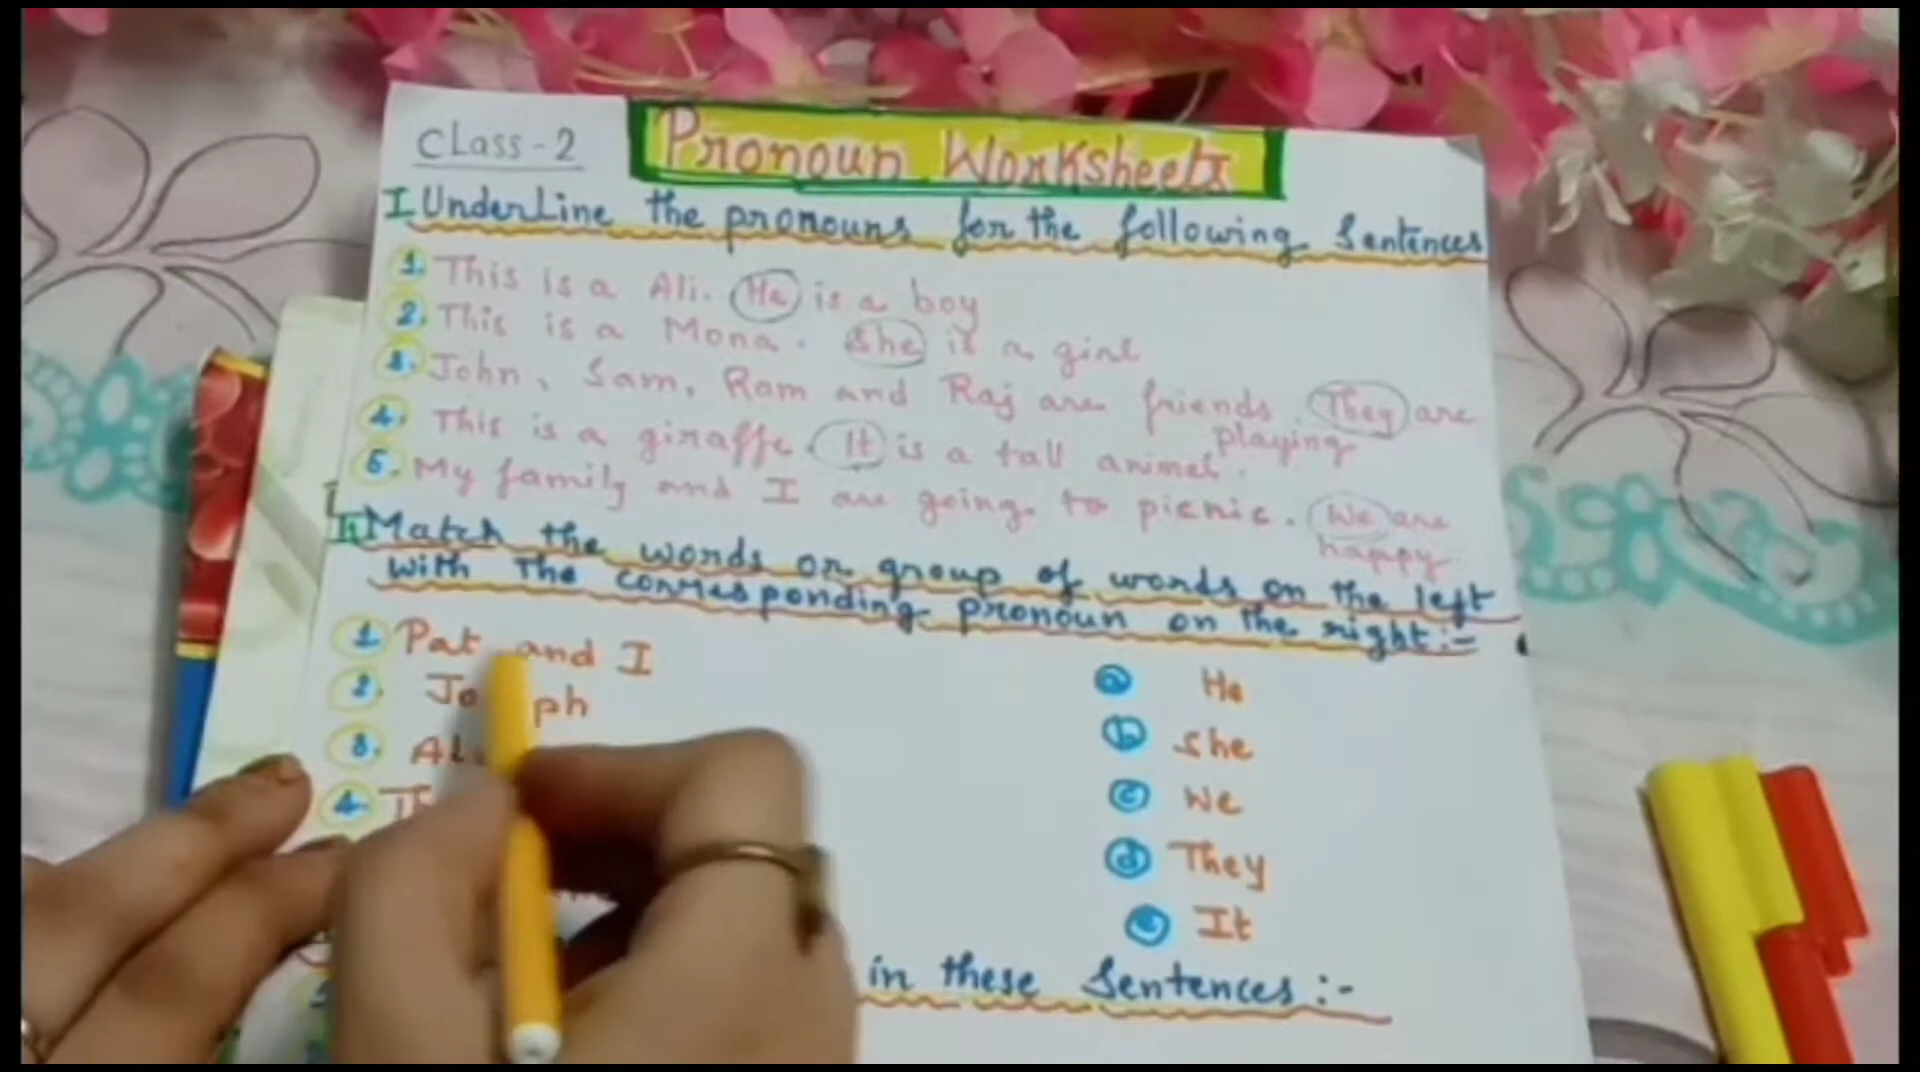 Class-2
Pronoun Worksheets
I Underline the pronouns for the following sentences
1. This is a Ali. He is a boy
2. This is a Mona. She is a girl
3. John, Sam, Ram and Raj are friends. They are
playing
4. This is a giraffe. It is a tall animal.
5. My family and I are going to picnic. We are
happy
II Match the words or group of words on the left
with the corresponding pronoun on the right:-
1. Pat and I
a He
2.
b She
3.
c We
4.
d They
e It
in these sentences:-